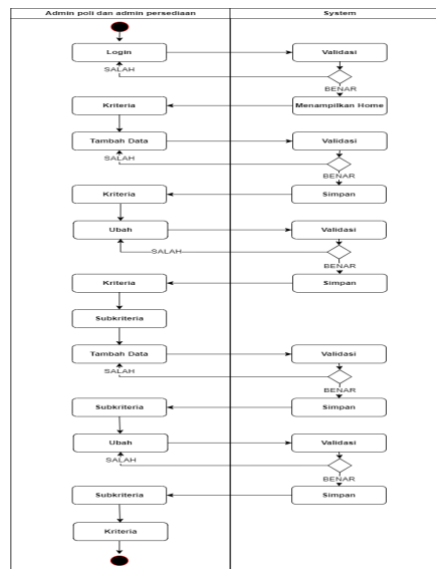 Admin poli dan admin persediaan
System
Login
Validasi
SALAH
BENAR
Kriteria
Menampilkan Home
Tambah Data
Validasi
SALAH
BENAR
Kriteria
Simpan
Ubah
Validasi
SALAH
BENAR
Kriteria
Simpan
Subkriteria
Tambah Data
Validasi
SALAH
BENAR
Subkriteria
Simpan
Ubah
Validasi
SALAH
BENAR
Subkriteria
Simpan
Kriteria